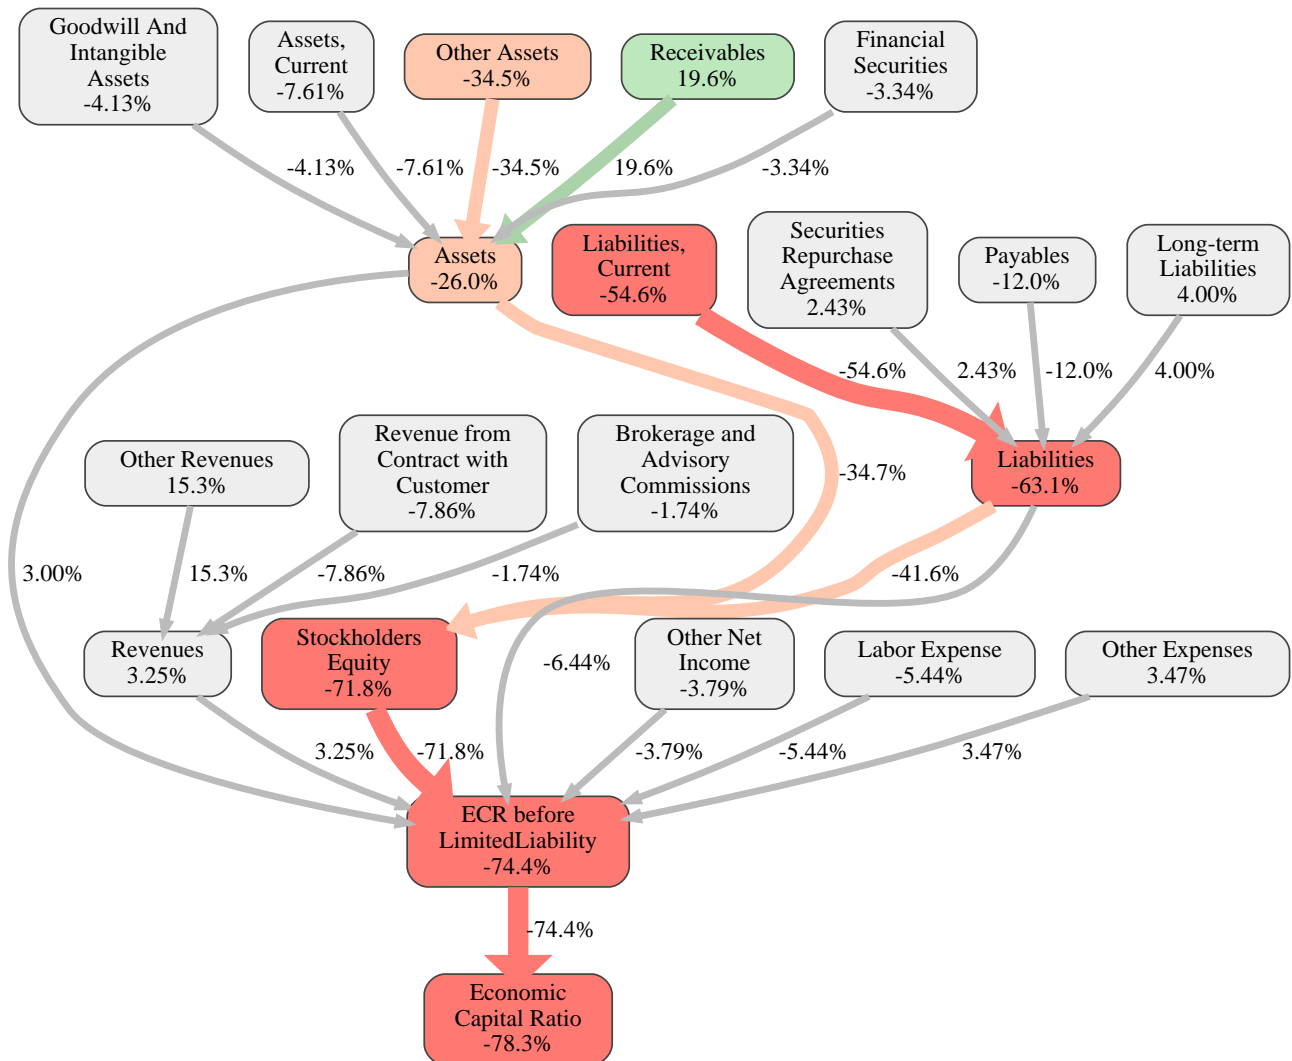 Goodwill And
Intangible
Assets
-4.13%
Assets,
Current
-7.61%
Other Assets
-34.5%
Receivables
19.6%
Financial
Securities
-3.34%
-4.13%
-7.61%
-34.5%
19.6%
-3.34%
Assets
-26.0%
Liabilities,
Current
-54.6%
Securities
Repurchase
Agreements
2.43%
Payables
-12.0%
Long-term
Liabilities
4.00%
-54.6%
2.43%
-12.0%
4.00%
Other Revenues
15.3%
Revenue from
Contract with
Customer
-7.86%
Brokerage and
Advisory
Commissions
-1.74%
-34.7%
Liabilities
-63.1%
3.00%
15.3%
-7.86%
-1.74%
-41.6%
Revenues
3.25%
Stockholders
Equity
-71.8%
-6.44%
Other Net
Income
-3.79%
Labor Expense
-5.44%
Other Expenses
3.47%
3.25%
-71.8%
-3.79%
-5.44%
3.47%
ECR before
LimitedLiability
-74.4%
-74.4%
Economic
Capital Ratio
-78.3%